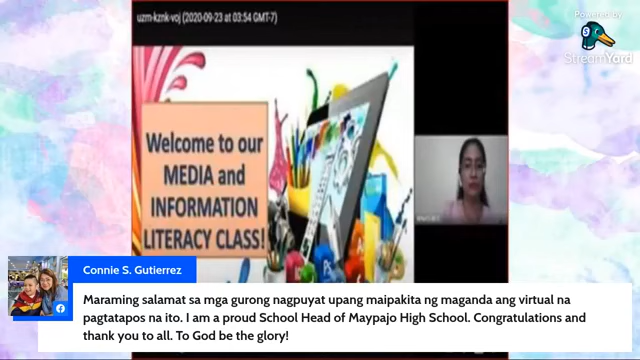 uzm-kznk-voj (2020-09-23 at 03:54 GMT-7)
Powered by
StreamYard
Welcome to our
MEDIA and
INFORMATION
LITERACY CLASS!
Connie S. Gutierrez
Maraming salamat sa mga gurong nagpuyat upang maipakita ng maganda ang virtual na
pagtatapos na ito. I am a proud School Head of Maypajo High School. Congratulations and
thank you to all. To God be the glory!